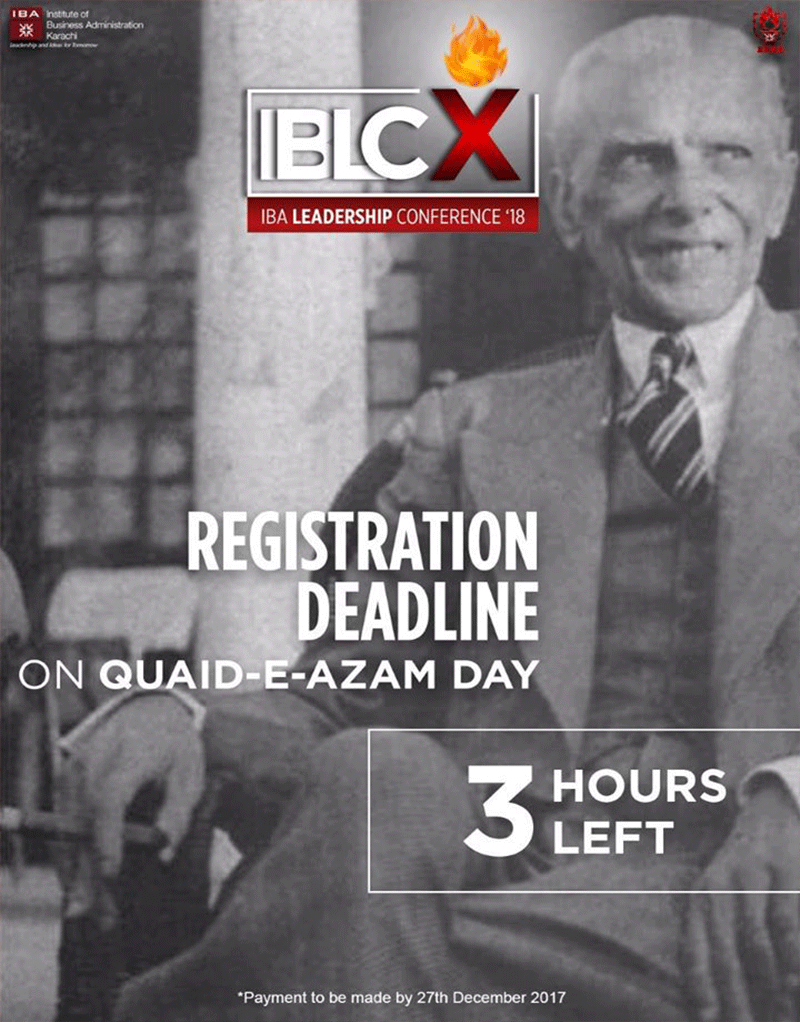 IBA
Institute of
Business Administration
Karachi
Leadership and Ideas for Tomorrow
IBLC X
IBA LEADERSHIP CONFERENCE '18
REGISTRATION
DEADLINE
ON QUAID-E-AZAM DAY
3 HOURS
LEFT
*Payment to be made by 27th December 2017